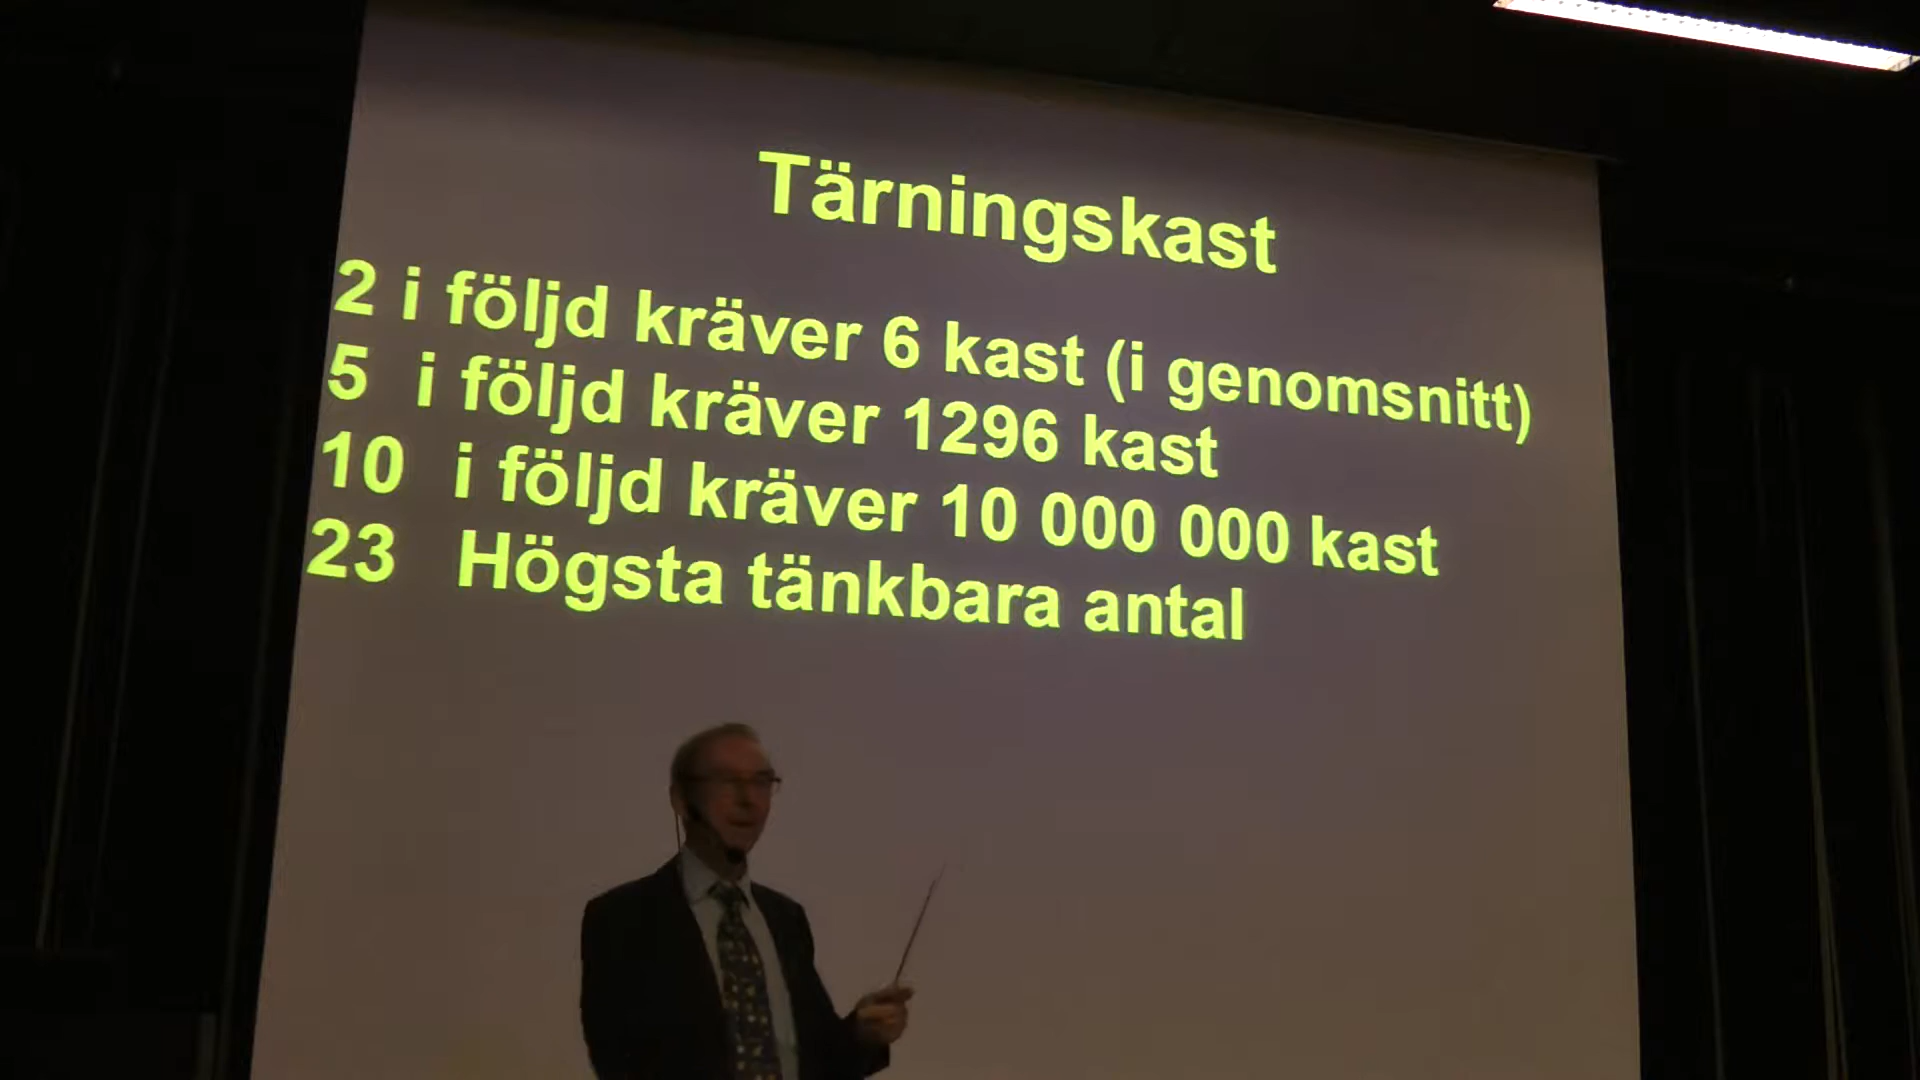 Tärningskast
2 i följd kräver 6 kast (i genomsnitt)
5 i följd kräver 1296 kast
10 i följd kräver 10 000 000 kast
23 Högsta tänkbara antal